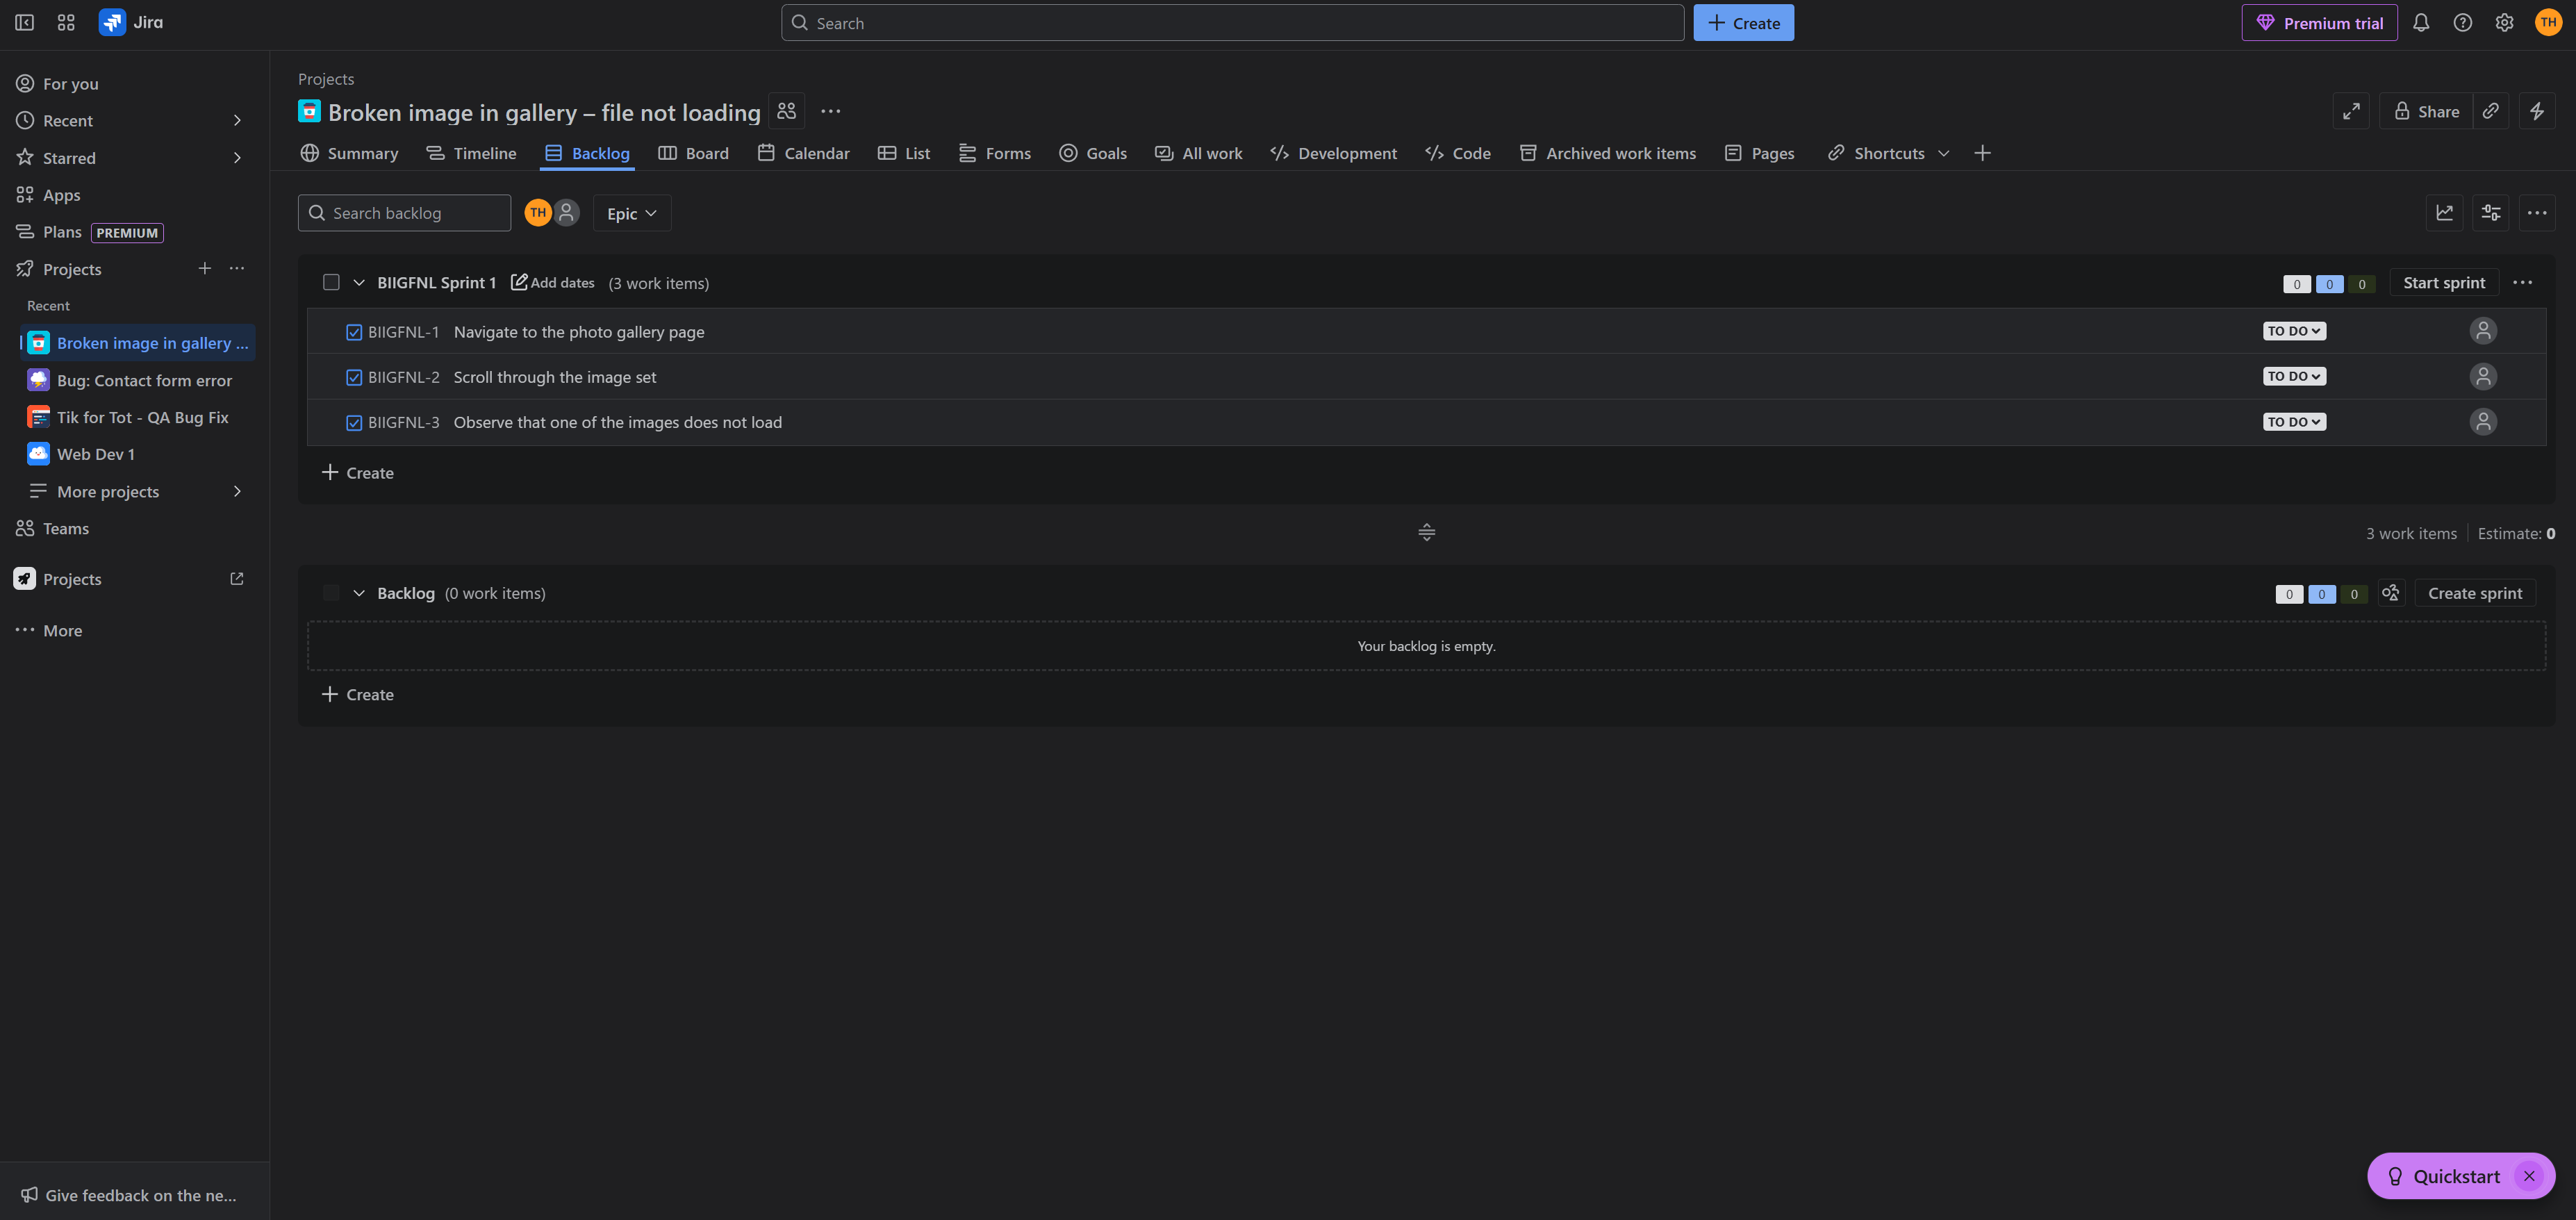 Jira
Search
Create
Premium trial
TH
For you
Recent
Starred
Apps
Plans PREMIUM
Projects
Recent
Broken image in gallery ...
Bug: Contact form error
Tik for Tot - QA Bug Fix
Web Dev 1
More projects
Teams
Projects
More
Give feedback on the ne...
Projects
Broken image in gallery – file not loading
Share
Summary Timeline Backlog Board Calendar List Forms Goals All work Development Code Archived work items Pages Shortcuts
Search backlog TH Epic
BIIGFNL Sprint 1 Add dates (3 work items) 0 0 0 Start sprint
BIIGFNL-1 Navigate to the photo gallery page TO DO
BIIGFNL-2 Scroll through the image set TO DO
BIIGFNL-3 Observe that one of the images does not load TO DO
Create
3 work items Estimate: 0
Backlog (0 work items) 0 0 0 Create sprint
Your backlog is empty.
Create
Quickstart